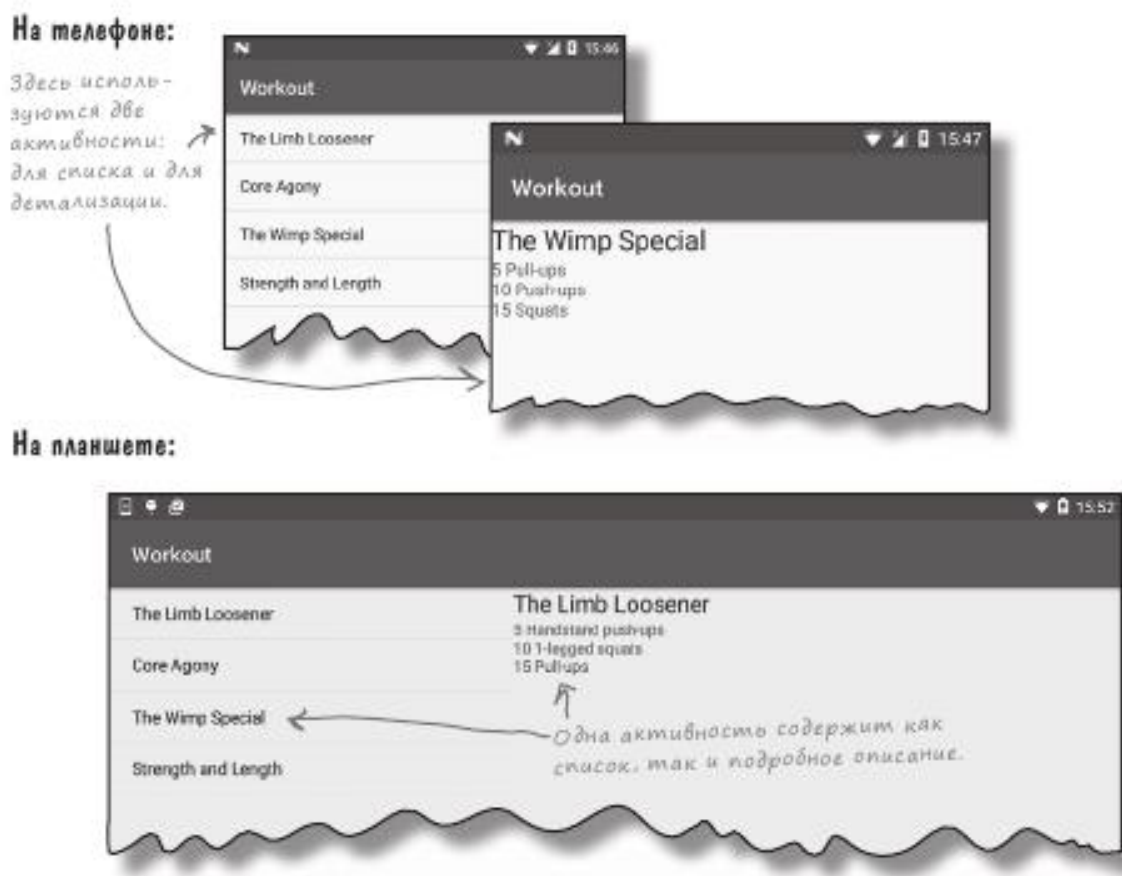 На телефоне:
Здесь исполь-
зуются две
активности:
для списка и для
детализации.
N
15:46
Workout
The Limb Loosener
Core Agony
The Wimp Special
Strength and Length
N
15:47
Workout
The Wimp Special
5 Pull-ups
10 Push-ups
15 Squats
На планшете:
15:52
Workout
The Limb Loosener
Core Agony
The Wimp Special
Strength and Length
The Limb Loosener
5 Handstand push-ups
10 1-legged squats
15 Pull-ups
Одна активность содержит как
список, так и подробное описание.